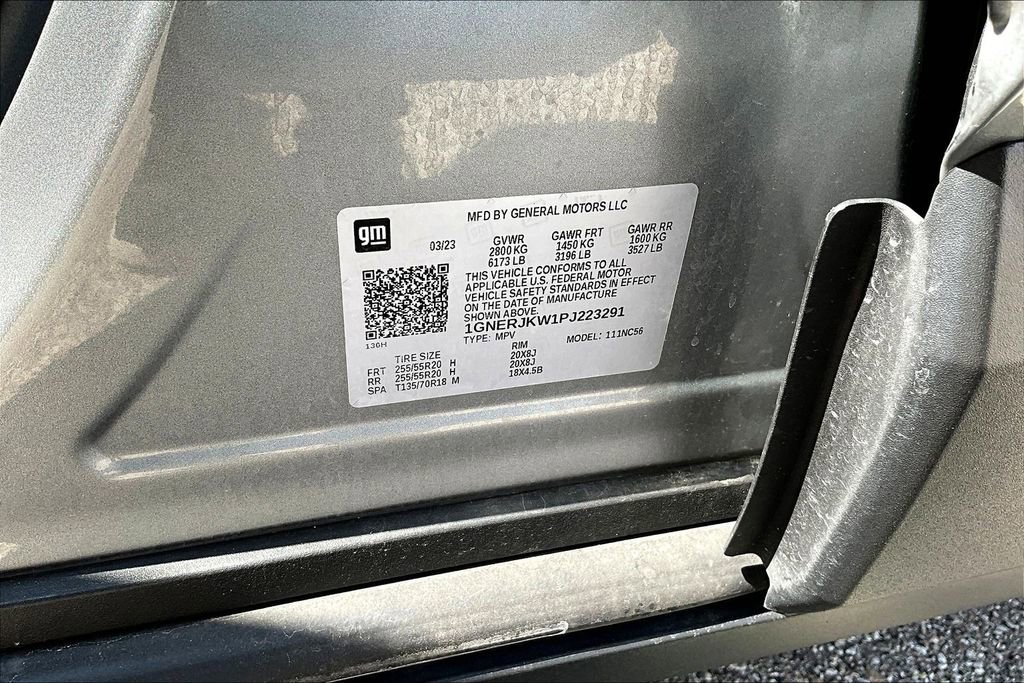 MFD BY GENERAL MOTORS LLC
gm
03/23
GVWR GAWR FRT GAWR RR
2800 KG 1450 KG 1600 KG
6173 LB 3196 LB 3527 LB
THIS VEHICLE CONFORMS TO ALL
APPLICABLE U.S. FEDERAL MOTOR
VEHICLE SAFETY STANDARDS IN EFFECT
ON THE DATE OF MANUFACTURE
SHOWN ABOVE.
1GNERJKW1PJ223291
TYPE: MPV MODEL: 111NC56
136H
TIRE SIZE RIM
FRT 255/55R20 H 20X8J
RR 255/55R20 H 20X8J
SPA T135/70R18 M 18X4.5B